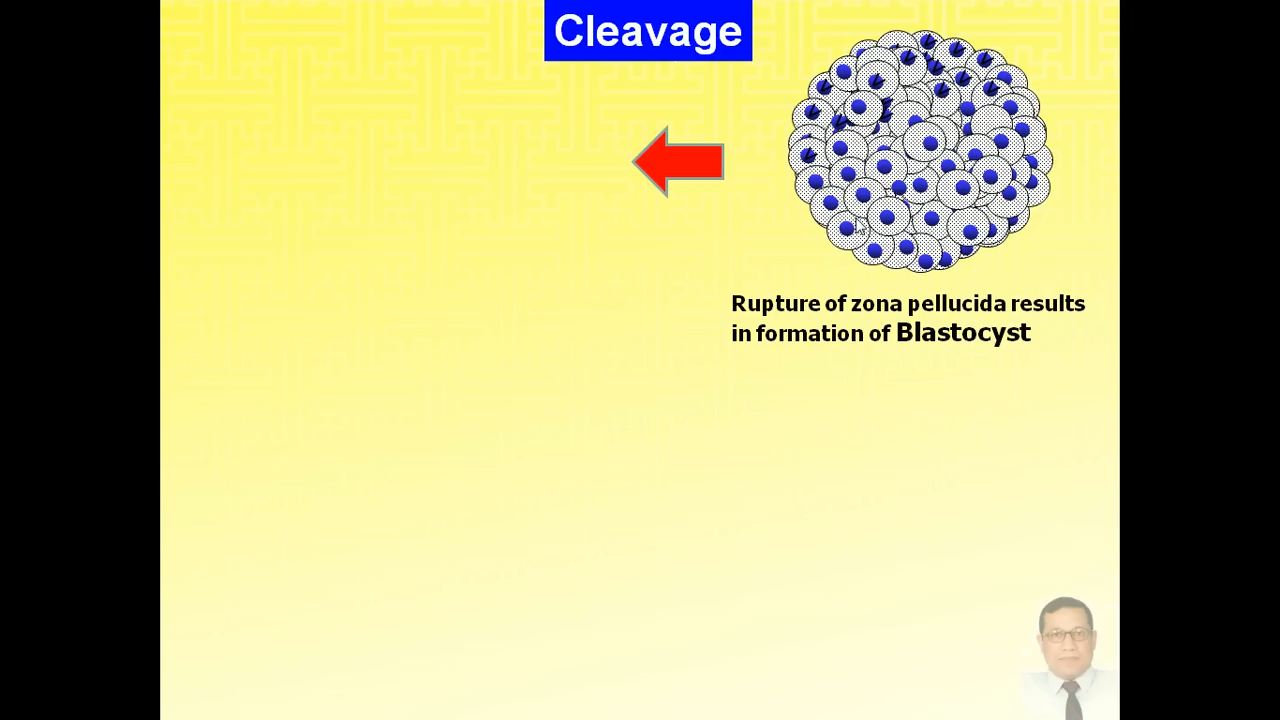 Cleavage
Rupture of zona pellucida results
in formation of Blastocyst